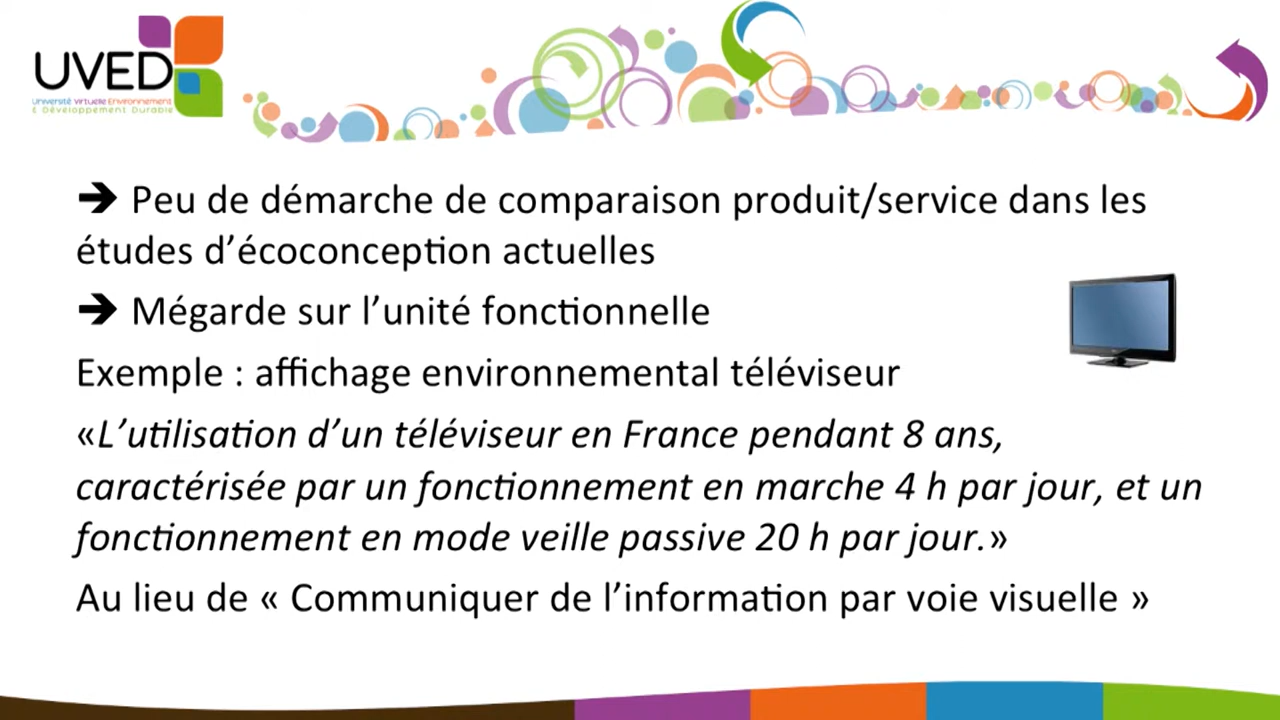 UVED
Université Virtuelle Environnement
& Développement Durable
➔ Peu de démarche de comparaison produit/service dans les
études d’écoconception actuelles
➔ Mégarde sur l’unité fonctionnelle
Exemple : affichage environnemental téléviseur
«L’utilisation d’un téléviseur en France pendant 8 ans,
caractérisée par un fonctionnement en marche 4 h par jour, et un
fonctionnement en mode veille passive 20 h par jour.»
Au lieu de « Communiquer de l’information par voie visuelle »